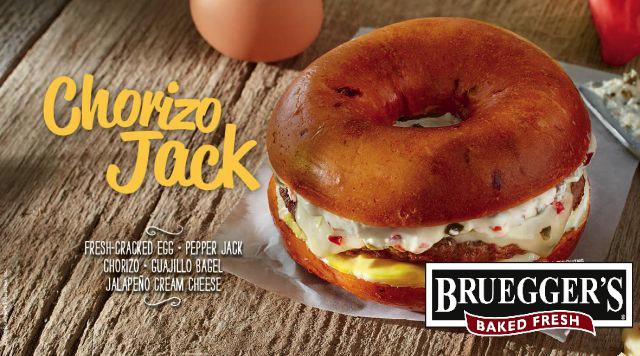 Chorizo
Jack
FRESH-CRACKED EGG • PEPPER JACK
CHORIZO • GUAJILLO BAGEL
JALAPEÑO CREAM CHEESE
BRUEGGER'S®
BAKED FRESH